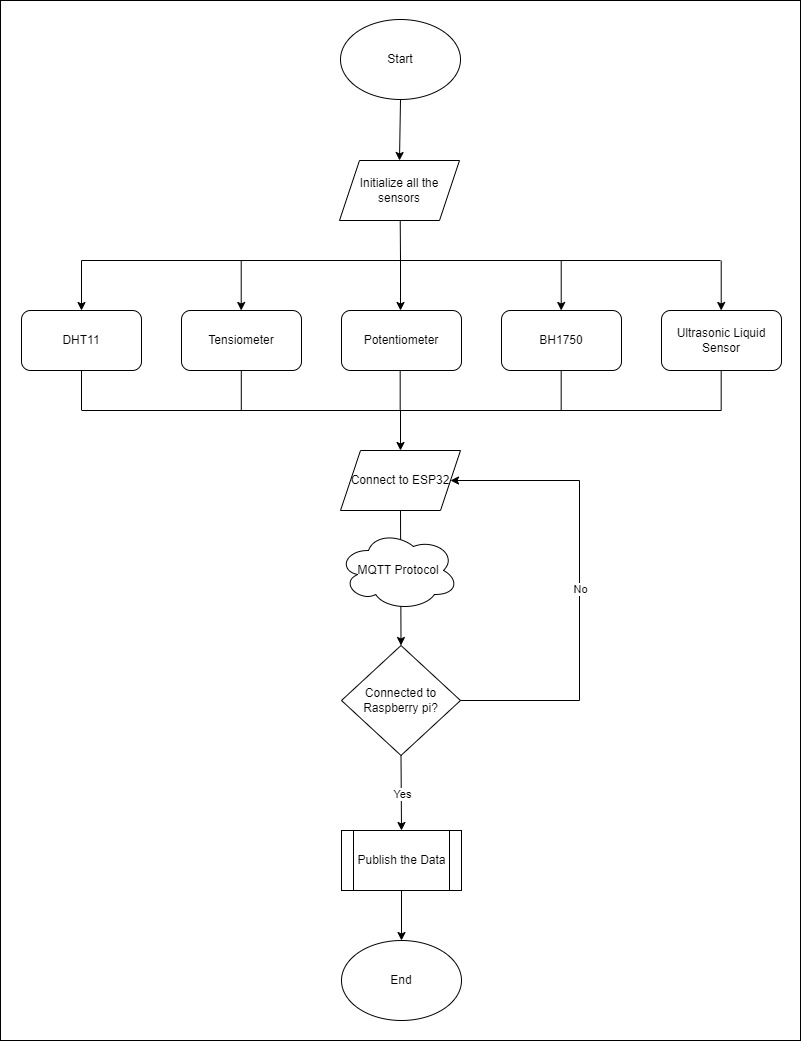 Start
Initialize all the
sensors
DHT11
Tensiometer
Potentiometer
BH1750
Ultrasonic Liquid
Sensor
Connect to ESP32
MQTT Protocol
No
Connected to
Raspberry pi?
Yes
Publish the Data
End